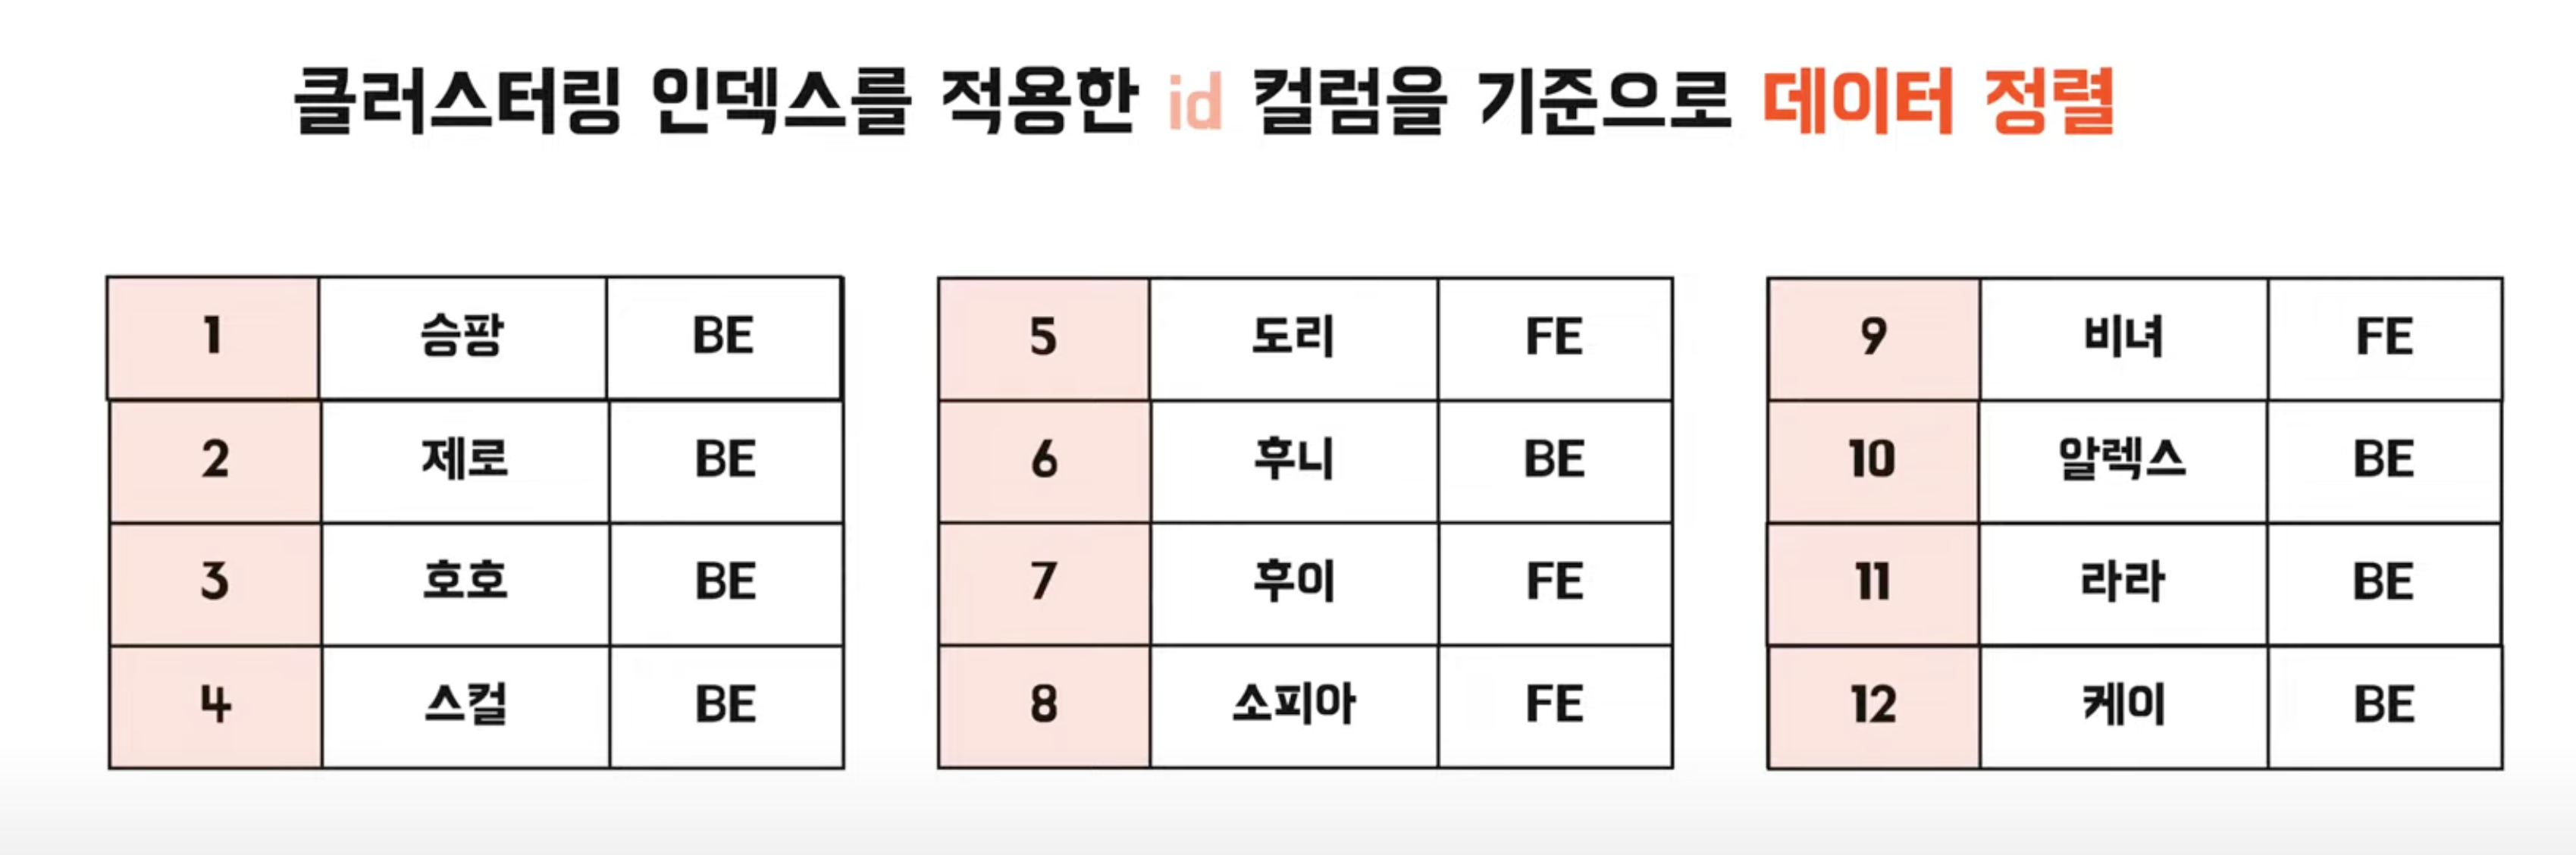 클러스터링 인덱스를 적용한 id 컬럼을 기준으로 데이터 정렬
1 승팡 BE
2 제로 BE
3 호호 BE
4 스컬 BE
5 도리 FE
6 후니 BE
7 후이 FE
8 소피아 FE
9 비녀 FE
10 알렉스 BE
11 라라 BE
12 케이 BE